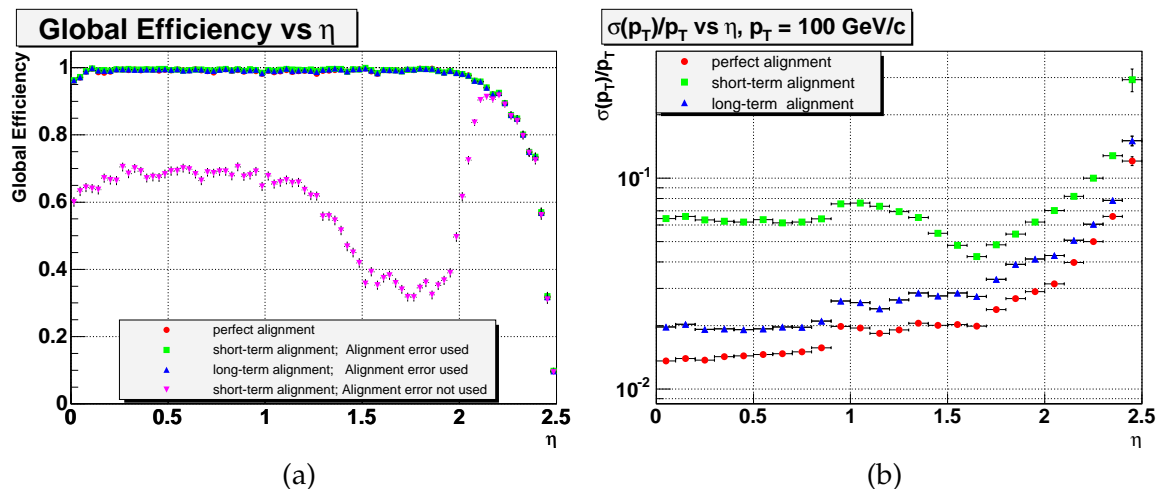 Global Efficiency vs η
Global Efficiency
1
0.8
0.6
0.4
0.2
0
perfect alignment
short-term alignment; Alignment error used
long-term alignment; Alignment error used
short-term alignment; Alignment error not used
0 0.5 1 1.5 2 2.5
η
(a)
σ(pT)/pT vs η, pT = 100 GeV/c
σ(pT)/pT
perfect alignment
short-term alignment
long-term alignment
10-1
10-2
0 0.5 1 1.5 2 2.5
η
(b)